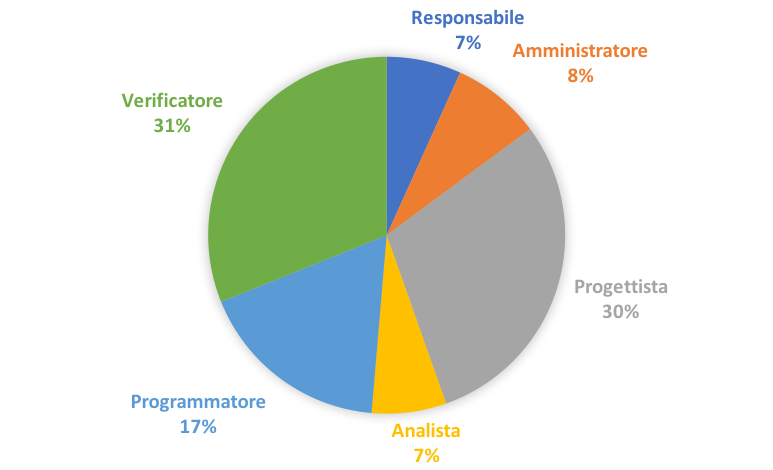 Responsabile
7%
Amministratore
8%
Verificatore
31%
Progettista
30%
Programmatore
17%
Analista
7%